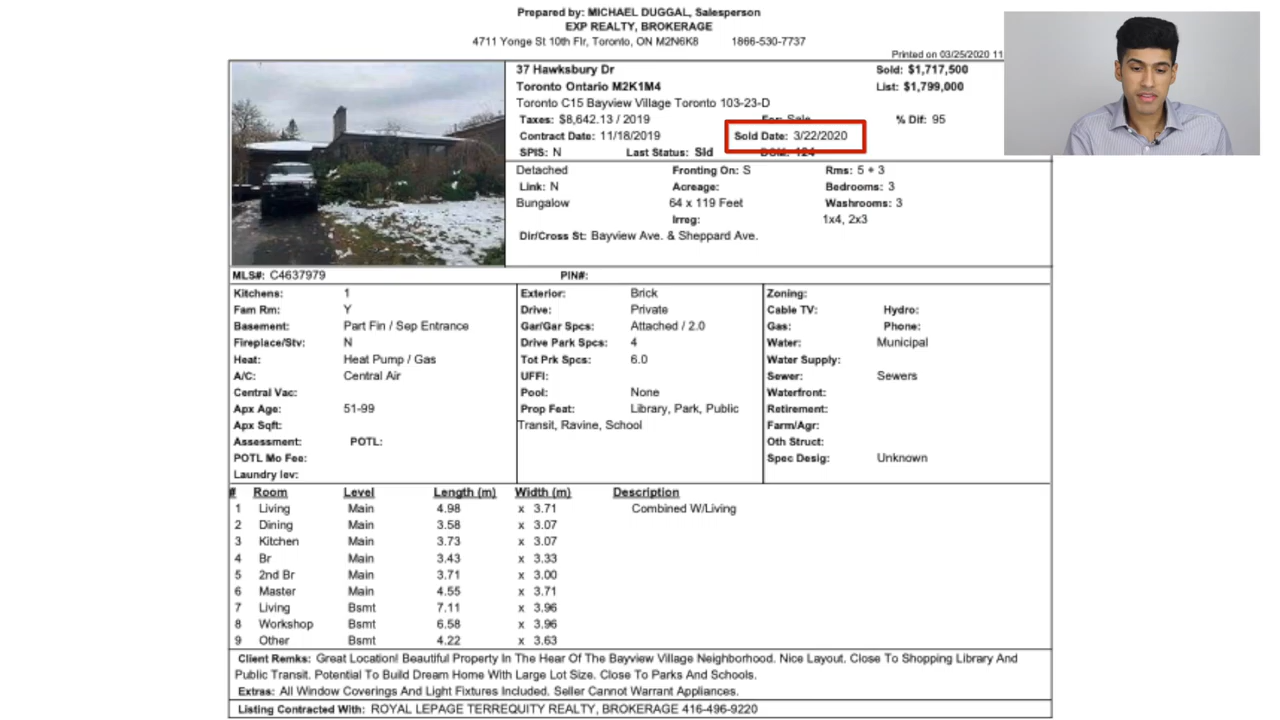 Prepared by: MICHAEL DUGGAL, Salesperson
EXP REALTY, BROKERAGE
4711 Yonge St 10th Flr, Toronto, ON M2N6K8 1866-530-7737
Printed on 03/25/2020 11
37 Hawksbury Dr Sold: $1,717,500
Toronto Ontario M2K1M4 List: $1,799,000
Toronto C15 Bayview Village Toronto 103-23-D
Taxes: $8,642.13 / 2019 For: Sale % Dif: 95
Contract Date: 11/18/2019 Sold Date: 3/22/2020
SPIS: N Last Status: Sld DOM: 124
Detached Fronting On: S Rms: 5 + 3
Link: N Acreage: Bedrooms: 3
Bungalow 64 x 119 Feet Washrooms: 3
Irreg: 1x4, 2x3
Dir/Cross St: Bayview Ave. & Sheppard Ave.
MLS#: C4637979 PIN#:
Kitchens: 1 Exterior: Brick Zoning:
Fam Rm: Y Drive: Private Cable TV: Hydro:
Basement: Part Fin / Sep Entrance Gar/Gar Spcs: Attached / 2.0 Gas: Phone:
Fireplace/Stv: N Drive Park Spcs: 4 Water: Municipal
Heat: Heat Pump / Gas Tot Prk Spcs: 6.0 Water Supply:
A/C: Central Air UFFI: Sewer: Sewers
Central Vac: Pool: None Waterfront:
Apx Age: 51-99 Prop Feat: Library, Park, Public Retirement:
Apx Sqft: Transit, Ravine, School Farm/Agr:
Assessment: POTL: Oth Struct:
POTL Mo Fee: Spec Desig: Unknown
Laundry lev:
# Room Level Length (m) Width (m) Description
1 Living Main 4.98 x 3.71 Combined W/Living
2 Dining Main 3.58 x 3.07
3 Kitchen Main 3.73 x 3.07
4 Br Main 3.43 x 3.33
5 2nd Br Main 3.71 x 3.00
6 Master Main 4.55 x 3.71
7 Living Bsmt 7.11 x 3.96
8 Workshop Bsmt 6.58 x 3.96
9 Other Bsmt 4.22 x 3.63
Client Remks: Great Location! Beautiful Property In The Hear Of The Bayview Village Neighborhood. Nice Layout. Close To Shopping Library And
Public Transit. Potential To Build Dream Home With Large Lot Size. Close To Parks And Schools.
Extras: All Window Coverings And Light Fixtures Included. Seller Cannot Warrant Appliances.
Listing Contracted With: ROYAL LEPAGE TERREQUITY REALTY, BROKERAGE 416-496-9220